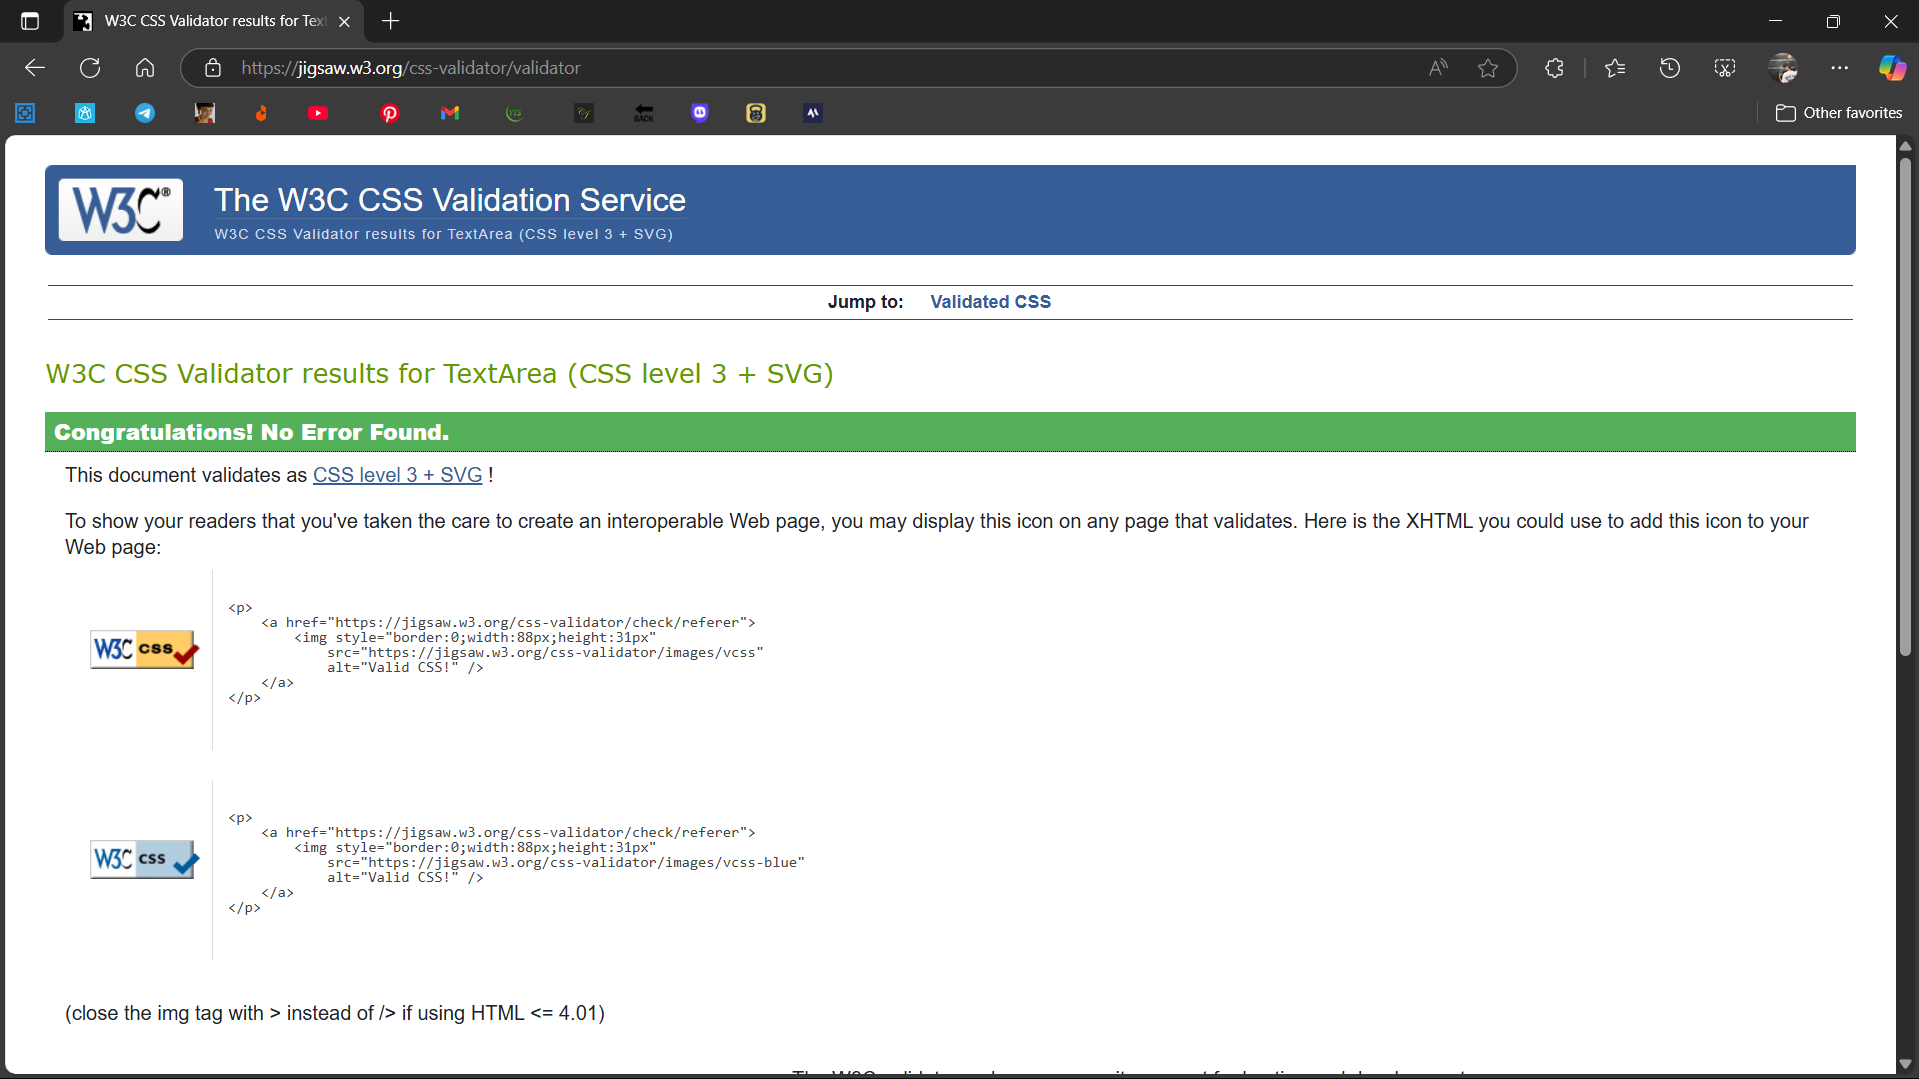 W3C CSS Validator results for Tex
https://jigsaw.w3.org/css-validator/validator
BACK
Other favorites
W3C®
The W3C CSS Validation Service
W3C CSS Validator results for TextArea (CSS level 3 + SVG)
Jump to: Validated CSS
W3C CSS Validator results for TextArea (CSS level 3 + SVG)
Congratulations! No Error Found.
This document validates as CSS level 3 + SVG !
To show your readers that you've taken the care to create an interoperable Web page, you may display this icon on any page that validates. Here is the XHTML you could use to add this icon to your
Web page:
W3C css
<p>
<a href="https://jigsaw.w3.org/css-validator/check/referer">
<img style="border:0;width:88px;height:31px"
src="https://jigsaw.w3.org/css-validator/images/vcss"
alt="Valid CSS!" />
</a>
</p>
W3C css
<p>
<a href="https://jigsaw.w3.org/css-validator/check/referer">
<img style="border:0;width:88px;height:31px"
src="https://jigsaw.w3.org/css-validator/images/vcss-blue"
alt="Valid CSS!" />
</a>
</p>
(close the img tag with > instead of /> if using HTML <= 4.01)